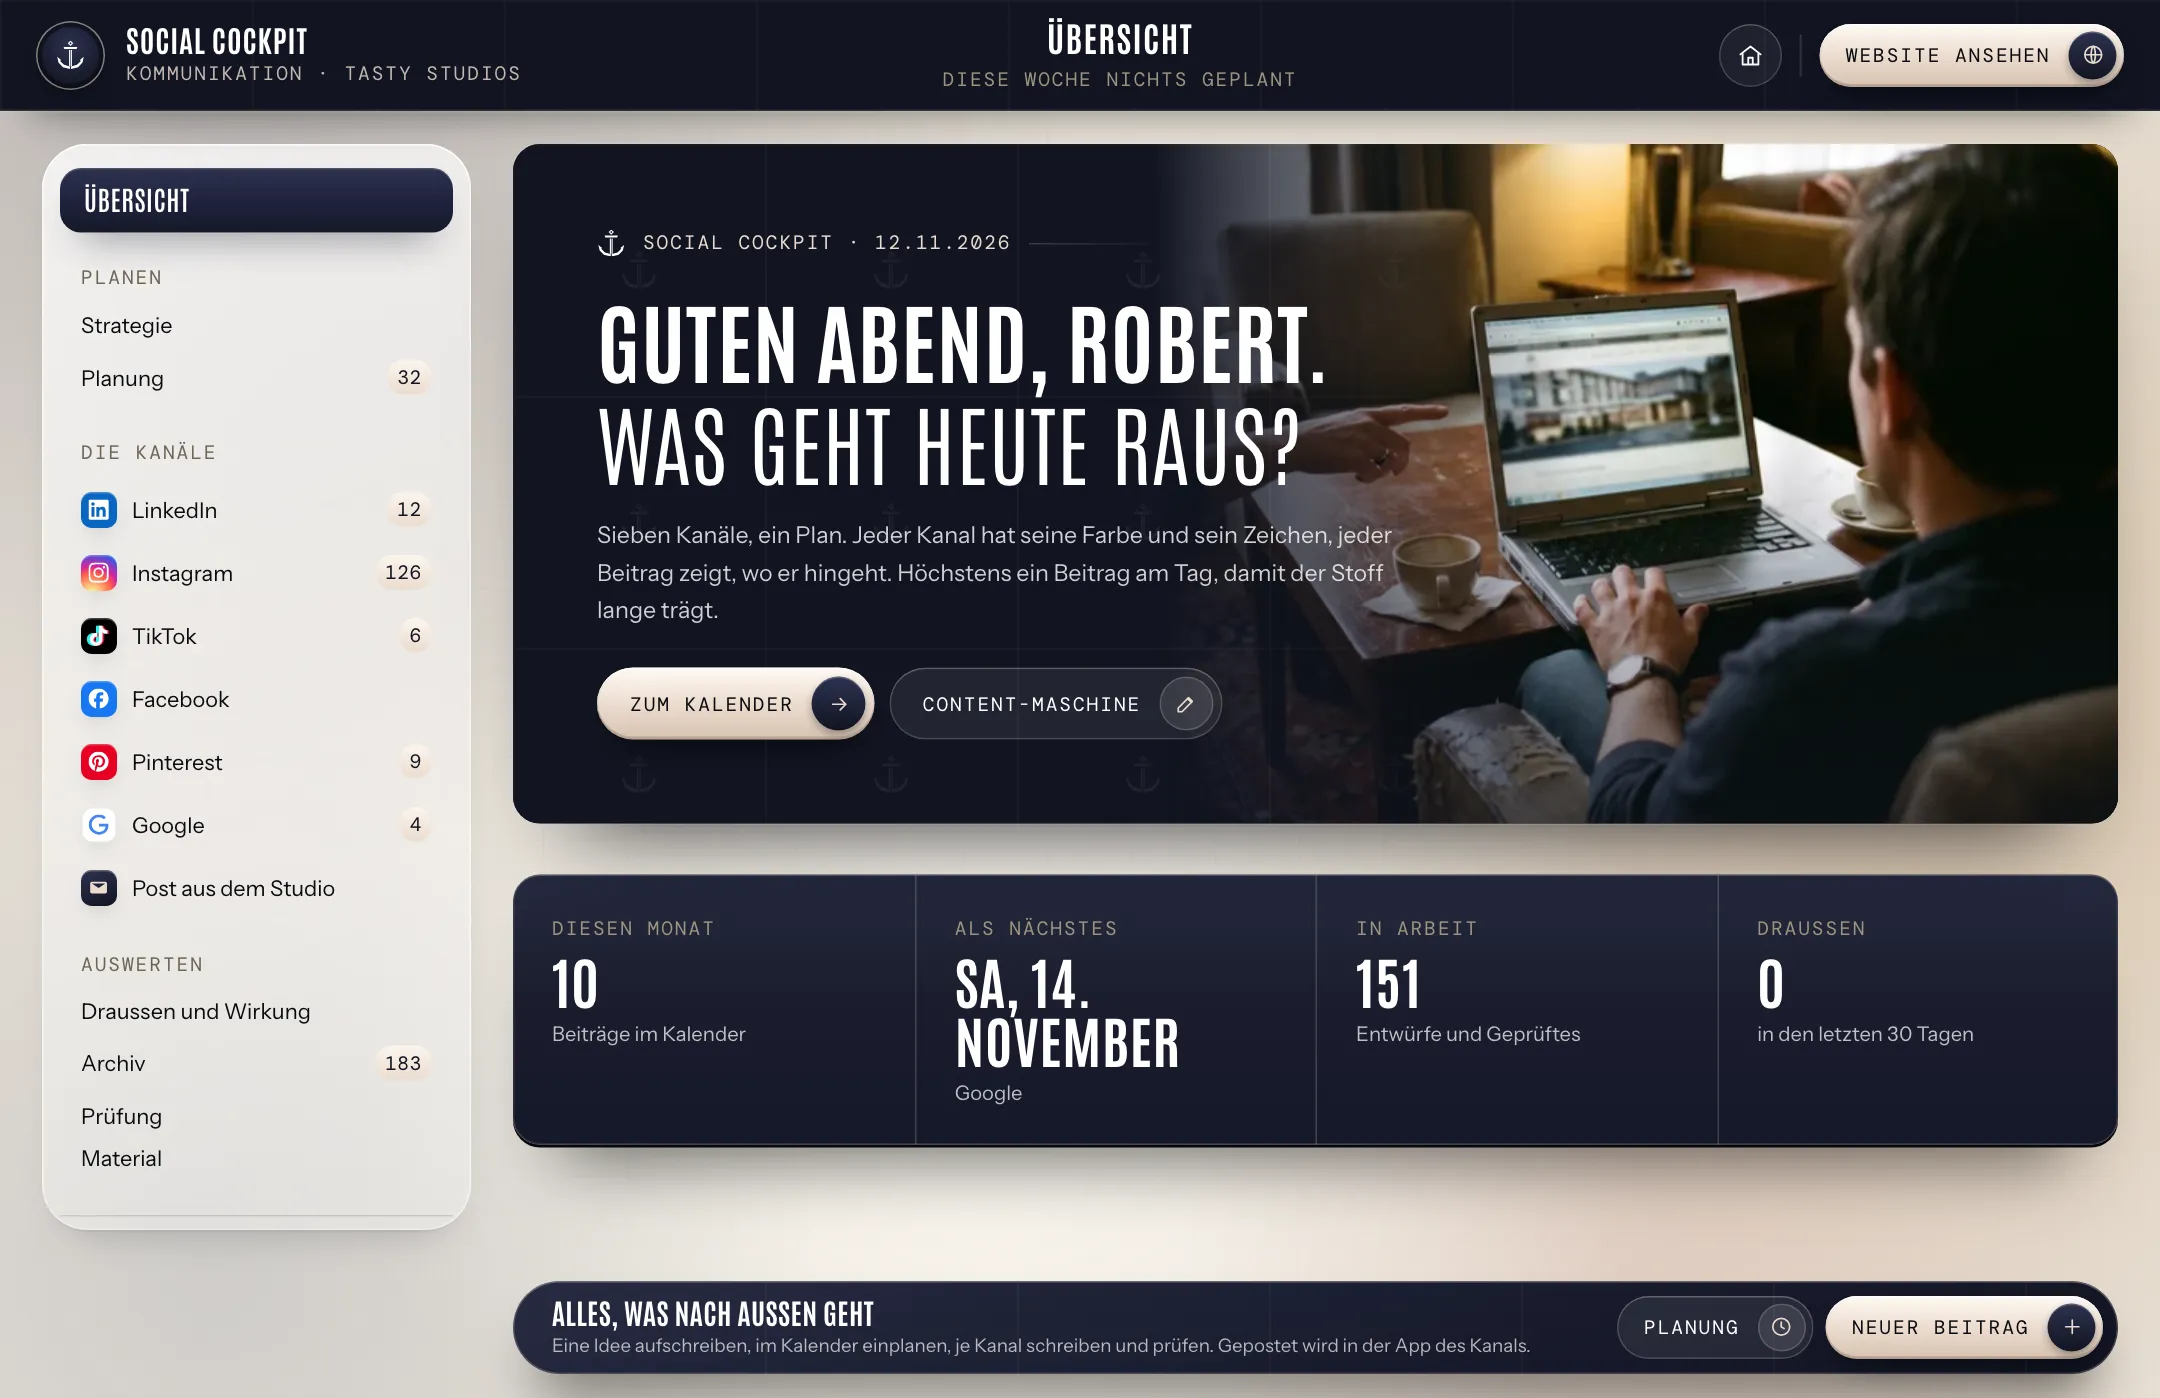 SOCIAL COCKPIT
KOMMUNIKATION · TASTY STUDIOS
ÜBERSICHT
DIESE WOCHE NICHTS GEPLANT
WEBSITE ANSEHEN
ÜBERSICHT
PLANEN
Strategie
Planung 32
DIE KANÄLE
LinkedIn 12
Instagram 126
TikTok 6
Facebook
Pinterest 9
Google 4
Post aus dem Studio
AUSWERTEN
Draussen und Wirkung
Archiv 183
Prüfung
Material
SOCIAL COCKPIT · 12.11.2026
GUTEN ABEND, ROBERT.
WAS GEHT HEUTE RAUS?
Sieben Kanäle, ein Plan. Jeder Kanal hat seine Farbe und sein Zeichen, jeder
Beitrag zeigt, wo er hingeht. Höchstens ein Beitrag am Tag, damit der Stoff
lange trägt.
ZUM KALENDER
CONTENT-MASCHINE
DIESEN MONAT
10
Beiträge im Kalender
ALS NÄCHSTES
SA, 14.
NOVEMBER
Google
IN ARBEIT
151
Entwürfe und Geprüftes
DRAUSSEN
0
in den letzten 30 Tagen
ALLES, WAS NACH AUSSEN GEHT
Eine Idee aufschreiben, im Kalender einplanen, je Kanal schreiben und prüfen. Gepostet wird in der App des Kanals.
PLANUNG
NEUER BEITRAG